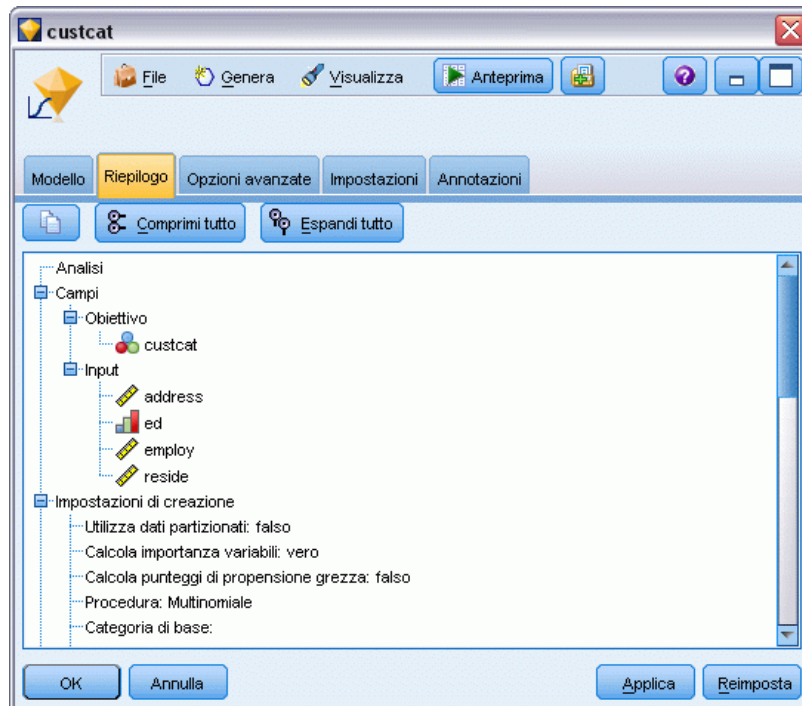 custcat
File Genera Visualizza Anteprima
Modello Riepilogo Opzioni avanzate Impostazioni Annotazioni
Comprimi tutto Espandi tutto
Analisi
Campi
Obiettivo
custcat
Input
address
ed
employ
reside
Impostazioni di creazione
Utilizza dati partizionati: falso
Calcola importanza variabili: vero
Calcola punteggi di propensione grezza: falso
Procedura: Multinomiale
Categoria di base:
OK Annulla Applica Reimposta